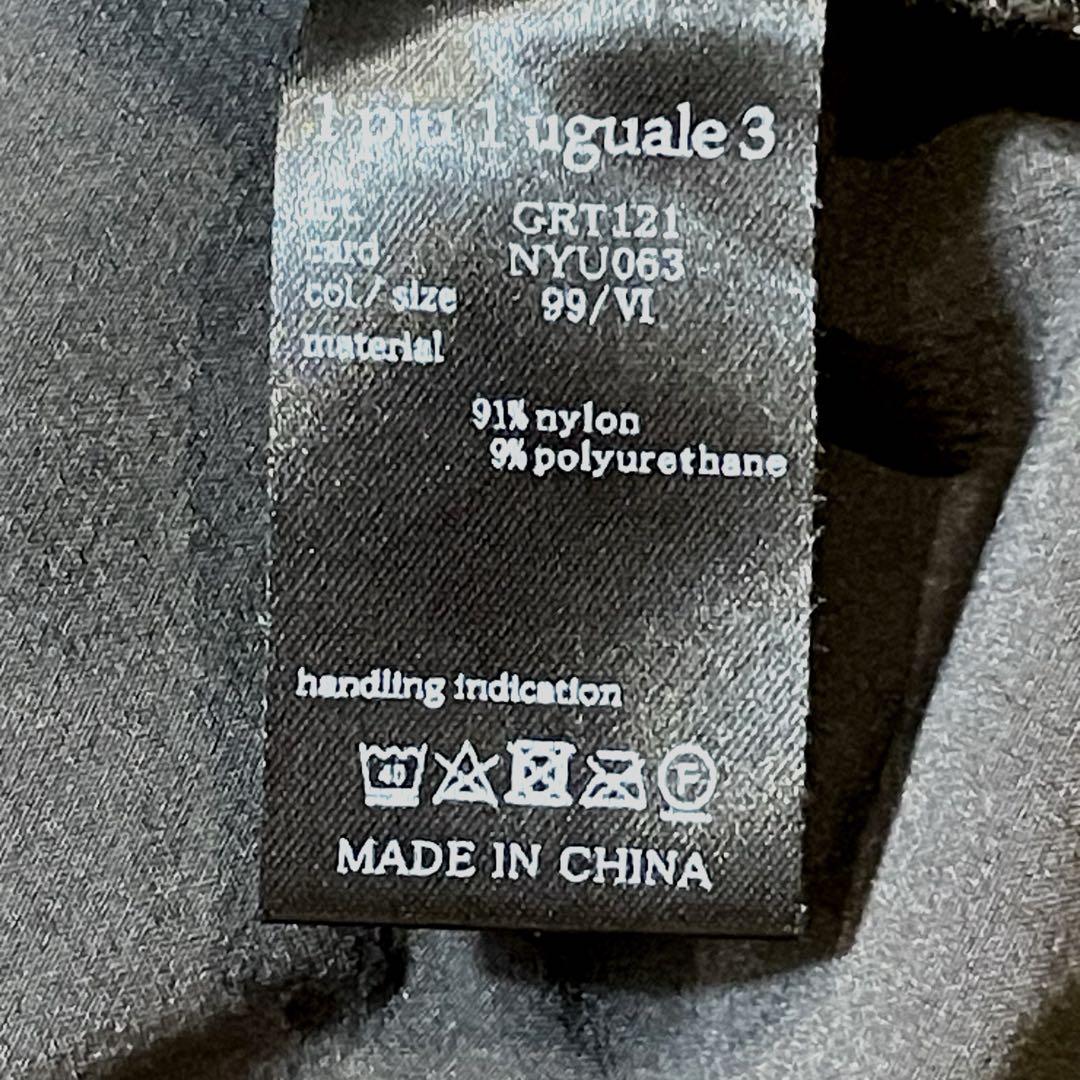 1 piu 1 uguale 3
art. GRT121
card NYU063
col./size 99/VI
material
91% nylon
9% polyurethane
handling indication
40 F
MADE IN CHINA